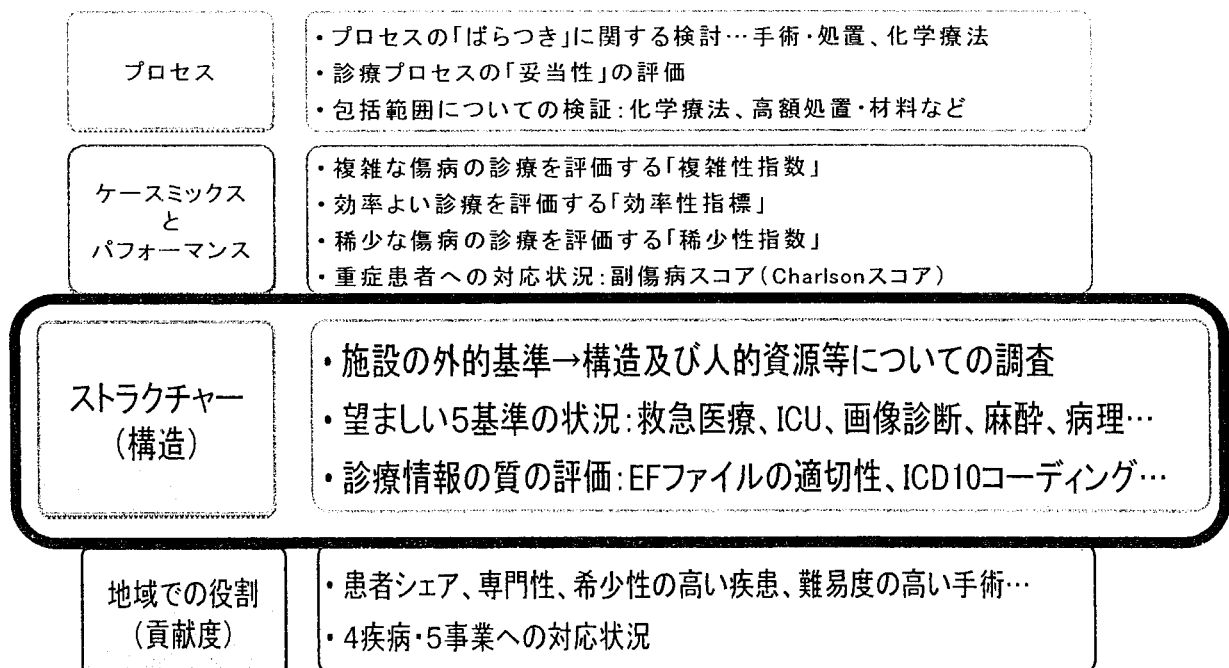 プロセス
・プロセスの「ばらつき」に関する検討…手術・処置、化学療法
・診療プロセスの「妥当性」の評価
・包括範囲についての検証:化学療法、高額処置・材料など
ケースミックス
と
パフォーマンス
・複雑な傷病の診療を評価する「複雑性指数」
・効率よい診療を評価する「効率性指標」
・稀少な傷病の診療を評価する「稀少性指数」
・重症患者への対応状況:副傷病スコア(Charlsonスコア)
ストラクチャー
(構造)
・施設の外的基準→構造及び人的資源等についての調査
・望ましい5基準の状況:救急医療、ICU、画像診断、麻酔、病理…
・診療情報の質の評価:EFファイルの適切性、ICD10コーディング…
地域での役割
(貢献度)
・患者シェア、専門性、希少性の高い疾患、難易度の高い手術…
・4疾病・5事業への対応状況